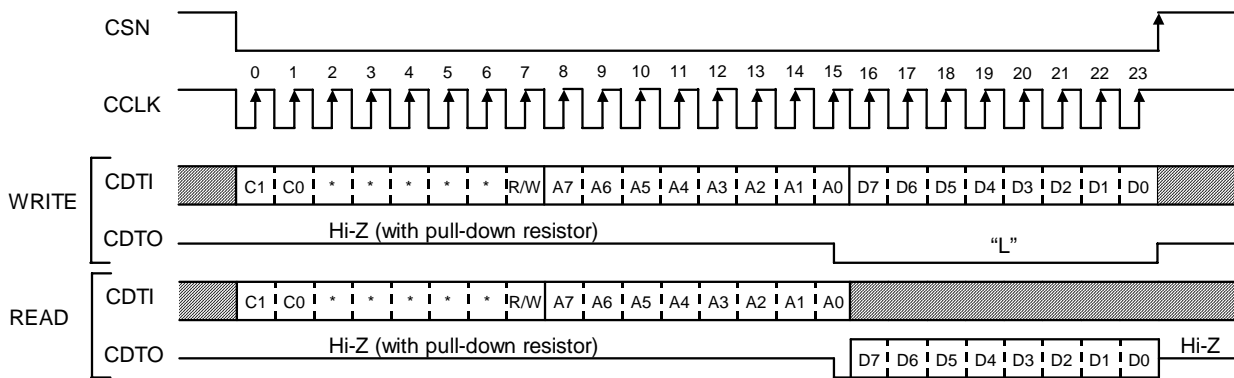 CSN
0 1 2 3 4 5 6 7 8 9 10 11 12 13 14 15 16 17 18 19 20 21 22 23
CCLK
WRITE
CDTI
C1 C0 * * * * * R/W A7 A6 A5 A4 A3 A2 A1 A0 D7 D6 D5 D4 D3 D2 D1 D0
CDTO
Hi-Z (with pull-down resistor)
“L”
READ
CDTI
C1 C0 * * * * * R/W A7 A6 A5 A4 A3 A2 A1 A0
CDTO
Hi-Z (with pull-down resistor)
D7 D6 D5 D4 D3 D2 D1 D0
Hi-Z